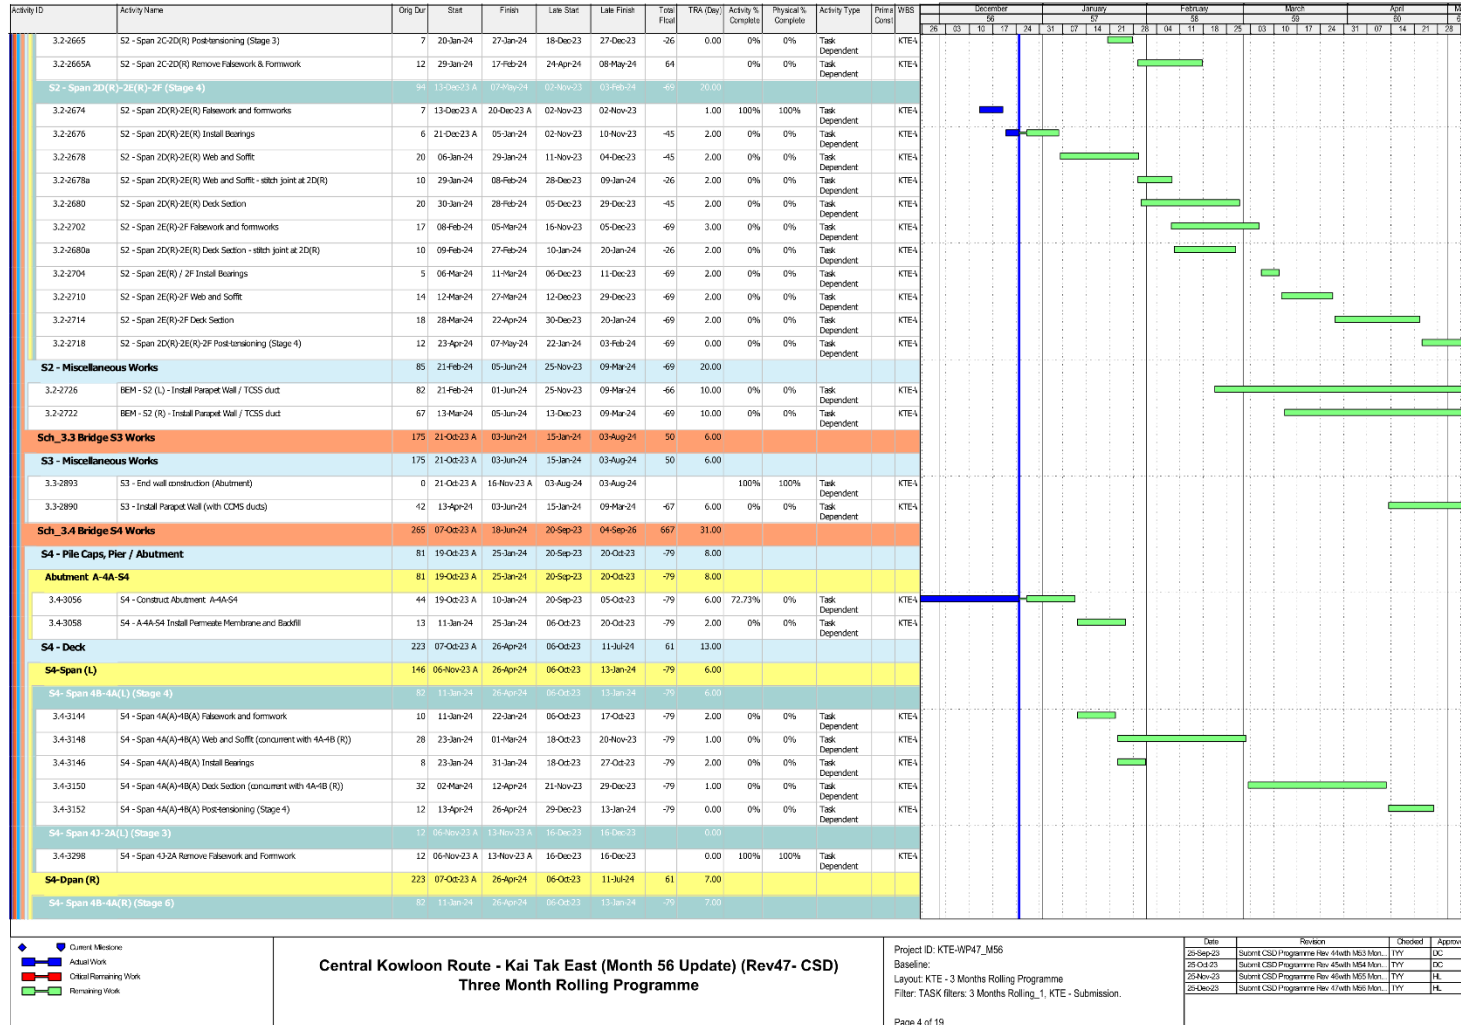 Activity ID Activity Name Orig Dur Start Finish Late Start Late Finish Total Float TRA (Day) Activity % Complete Physical % Complete Activity Type Prima Const WBS December January February March April M
56 57 58 59 60 6
26 03 10 17 24 31 07 14 21 28 04 11 18 25 03 10 17 24 31 07 14 21 28
3.2-2665 S2 - Span 2C-2D(R) Post-tensioning (Stage 3) 7 20-Jan-24 27-Jan-24 18-Dec-23 27-Dec-23 -26 0.00 0% 0% Task Dependent KTE-
3.2-2665A S2 - Span 2C-2D(R) Remove Falsework & Formwork 12 29-Jan-24 17-Feb-24 24-Apr-24 08-May-24 64 0% 0% Task Dependent KTE-
S2 - Span 2D(R)-2E(R)-2F (Stage 4) 94 13-Dec-23 A 07-May-24 02-Nov-23 03-Feb-24 -69 20.00
3.2-2674 S2 - Span 2D(R)-2E(R) Falsework and formworks 7 13-Dec-23 A 20-Dec-23 A 02-Nov-23 02-Nov-23 1.00 100% 100% Task Dependent KTE-
3.2-2676 S2 - Span 2D(R)-2E(R) Install Bearings 6 21-Dec-23 A 05-Jan-24 02-Nov-23 10-Nov-23 -45 2.00 0% 0% Task Dependent KTE-
3.2-2678 S2 - Span 2D(R)-2E(R) Web and Soffit 20 06-Jan-24 29-Jan-24 11-Nov-23 04-Dec-23 -45 2.00 0% 0% Task Dependent KTE-
3.2-2678a S2 - Span 2D(R)-2E(R) Web and Soffit - stitch joint at 2D(R) 10 29-Jan-24 08-Feb-24 28-Dec-23 09-Jan-24 -26 2.00 0% 0% Task Dependent KTE-
3.2-2680 S2 - Span 2D(R)-2E(R) Deck Section 20 30-Jan-24 28-Feb-24 05-Dec-23 29-Dec-23 -45 2.00 0% 0% Task Dependent KTE-
3.2-2702 S2 - Span 2E(R)-2F Falsework and formworks 17 08-Feb-24 05-Mar-24 16-Nov-23 05-Dec-23 -69 3.00 0% 0% Task Dependent KTE-
3.2-2680a S2 - Span 2D(R)-2E(R) Deck Section - stitch joint at 2D(R) 10 09-Feb-24 27-Feb-24 10-Jan-24 20-Jan-24 -26 2.00 0% 0% Task Dependent KTE-
3.2-2704 S2 - Span 2E(R) / 2F Install Bearings 5 06-Mar-24 11-Mar-24 06-Dec-23 11-Dec-23 -69 2.00 0% 0% Task Dependent KTE-
3.2-2710 S2 - Span 2E(R)-2F Web and Soffit 14 12-Mar-24 27-Mar-24 12-Dec-23 29-Dec-23 -69 2.00 0% 0% Task Dependent KTE-
3.2-2714 S2 - Span 2E(R)-2F Deck Section 18 28-Mar-24 22-Apr-24 30-Dec-23 20-Jan-24 -69 2.00 0% 0% Task Dependent KTE-
3.2-2718 S2 - Span 2D(R)-2E(R)-2F Post-tensioning (Stage 4) 12 23-Apr-24 07-May-24 22-Jan-24 03-Feb-24 -69 0.00 0% 0% Task Dependent KTE-
S2 - Miscellaneous Works 85 21-Feb-24 05-Jun-24 25-Nov-23 09-Mar-24 -69 20.00
3.2-2726 BEM - S2 (L) - Install Parapet Wall / TCSS duct 82 21-Feb-24 01-Jun-24 25-Nov-23 09-Mar-24 -66 10.00 0% 0% Task Dependent KTE-
3.2-2722 BEM - S2 (R) - Install Parapet Wall / TCSS duct 67 13-Mar-24 05-Jun-24 13-Dec-23 09-Mar-24 -69 10.00 0% 0% Task Dependent KTE-
Sch_3.3 Bridge S3 Works 175 21-Oct-23 A 03-Jun-24 15-Jan-24 03-Aug-24 50 6.00
S3 - Miscellaneous Works 175 21-Oct-23 A 03-Jun-24 15-Jan-24 03-Aug-24 50 6.00
3.3-2893 S3 - End wall construction (Abutment) 0 21-Oct-23 A 16-Nov-23 A 03-Aug-24 03-Aug-24 100% 100% Task Dependent KTE-
3.3-2890 S3 - Install Parapet Wall (with CCMS ducts) 42 13-Apr-24 03-Jun-24 15-Jan-24 09-Mar-24 -67 6.00 0% 0% Task Dependent KTE-
Sch_3.4 Bridge S4 Works 265 07-Oct-23 A 18-Jun-24 20-Sep-23 04-Sep-26 667 31.00
S4 - Pile Caps, Pier / Abutment 81 19-Oct-23 A 25-Jan-24 20-Sep-23 20-Oct-23 -79 8.00
Abutment A-4A-S4 81 19-Oct-23 A 25-Jan-24 20-Sep-23 20-Oct-23 -79 8.00
3.4-3056 S4 - Construct Abutment A-4A-S4 44 19-Oct-23 A 10-Jan-24 20-Sep-23 05-Oct-23 -79 6.00 72.73% 0% Task Dependent KTE-
3.4-3058 S4 - A-4A-S4 Install Permeate Membrane and Backfill 13 11-Jan-24 25-Jan-24 06-Oct-23 20-Oct-23 -79 2.00 0% 0% Task Dependent KTE-
S4 - Deck 223 07-Oct-23 A 26-Apr-24 06-Oct-23 11-Jul-24 61 13.00
S4-Span (L) 146 06-Nov-23 A 26-Apr-24 06-Oct-23 13-Jan-24 -79 6.00
S4- Span 4B-4A(L) (Stage 4) 82 11-Jan-24 26-Apr-24 06-Oct-23 13-Jan-24 -79 6.00
3.4-3144 S4 - Span 4A(A)-4B(A) Falsework and formwork 10 11-Jan-24 22-Jan-24 06-Oct-23 17-Oct-23 -79 2.00 0% 0% Task Dependent KTE-
3.4-3148 S4 - Span 4A(A)-4B(A) Web and Soffit (concurrent with 4A-4B (R)) 28 23-Jan-24 01-Mar-24 18-Oct-23 20-Nov-23 -79 1.00 0% 0% Task Dependent KTE-
3.4-3146 S4 - Span 4A(A)-4B(A) Install Bearings 8 23-Jan-24 31-Jan-24 18-Oct-23 27-Oct-23 -79 2.00 0% 0% Task Dependent KTE-
3.4-3150 S4 - Span 4A(A)-4B(A) Deck Section (concurrent with 4A-4B (R)) 32 02-Mar-24 12-Apr-24 21-Nov-23 29-Dec-23 -79 1.00 0% 0% Task Dependent KTE-
3.4-3152 S4 - Span 4A(A)-4B(A) Post-tensioning (Stage 4) 12 13-Apr-24 26-Apr-24 29-Dec-23 13-Jan-24 -79 0.00 0% 0% Task Dependent KTE-
S4- Span 4J-2A(L) (Stage 3) 12 06-Nov-23 A 13-Nov-23 A 16-Dec-23 16-Dec-23 0.00
3.4-3298 S4 - Span 4J-2A Remove Falsework and Formwork 12 06-Nov-23 A 13-Nov-23 A 16-Dec-23 16-Dec-23 0.00 100% 100% Task Dependent KTE-
S4-Dpan (R) 223 07-Oct-23 A 26-Apr-24 06-Oct-23 11-Jul-24 61 7.00
S4- Span 4B-4A(R) (Stage 6) 82 11-Jan-24 26-Apr-24 06-Oct-23 13-Jan-24 -79 7.00
Current Milestone
Actual Work
Critical Remaining Work
Remaining Work
Central Kowloon Route - Kai Tak East (Month 56 Update) (Rev47- CSD)
Three Month Rolling Programme
Project ID: KTE-WP47_M56
Baseline:
Layout: KTE - 3 Months Rolling Programme
Filter: TASK filters: 3 Months Rolling_1, KTE - Submission.
Page 4 of 19
Date Revision Checked Approve
25-Sep-23 Submit CSD Programme Rev 44with M53 Mon... TYY DC
25-Oct-23 Submit CSD Programme Rev 45with M54 Mon... TYY DC
25-Nov-23 Submit CSD Programme Rev 46with M55 Mon... TYY HL
25-Dec-23 Submit CSD Programme Rev 47with M56 Mon... TYY HL